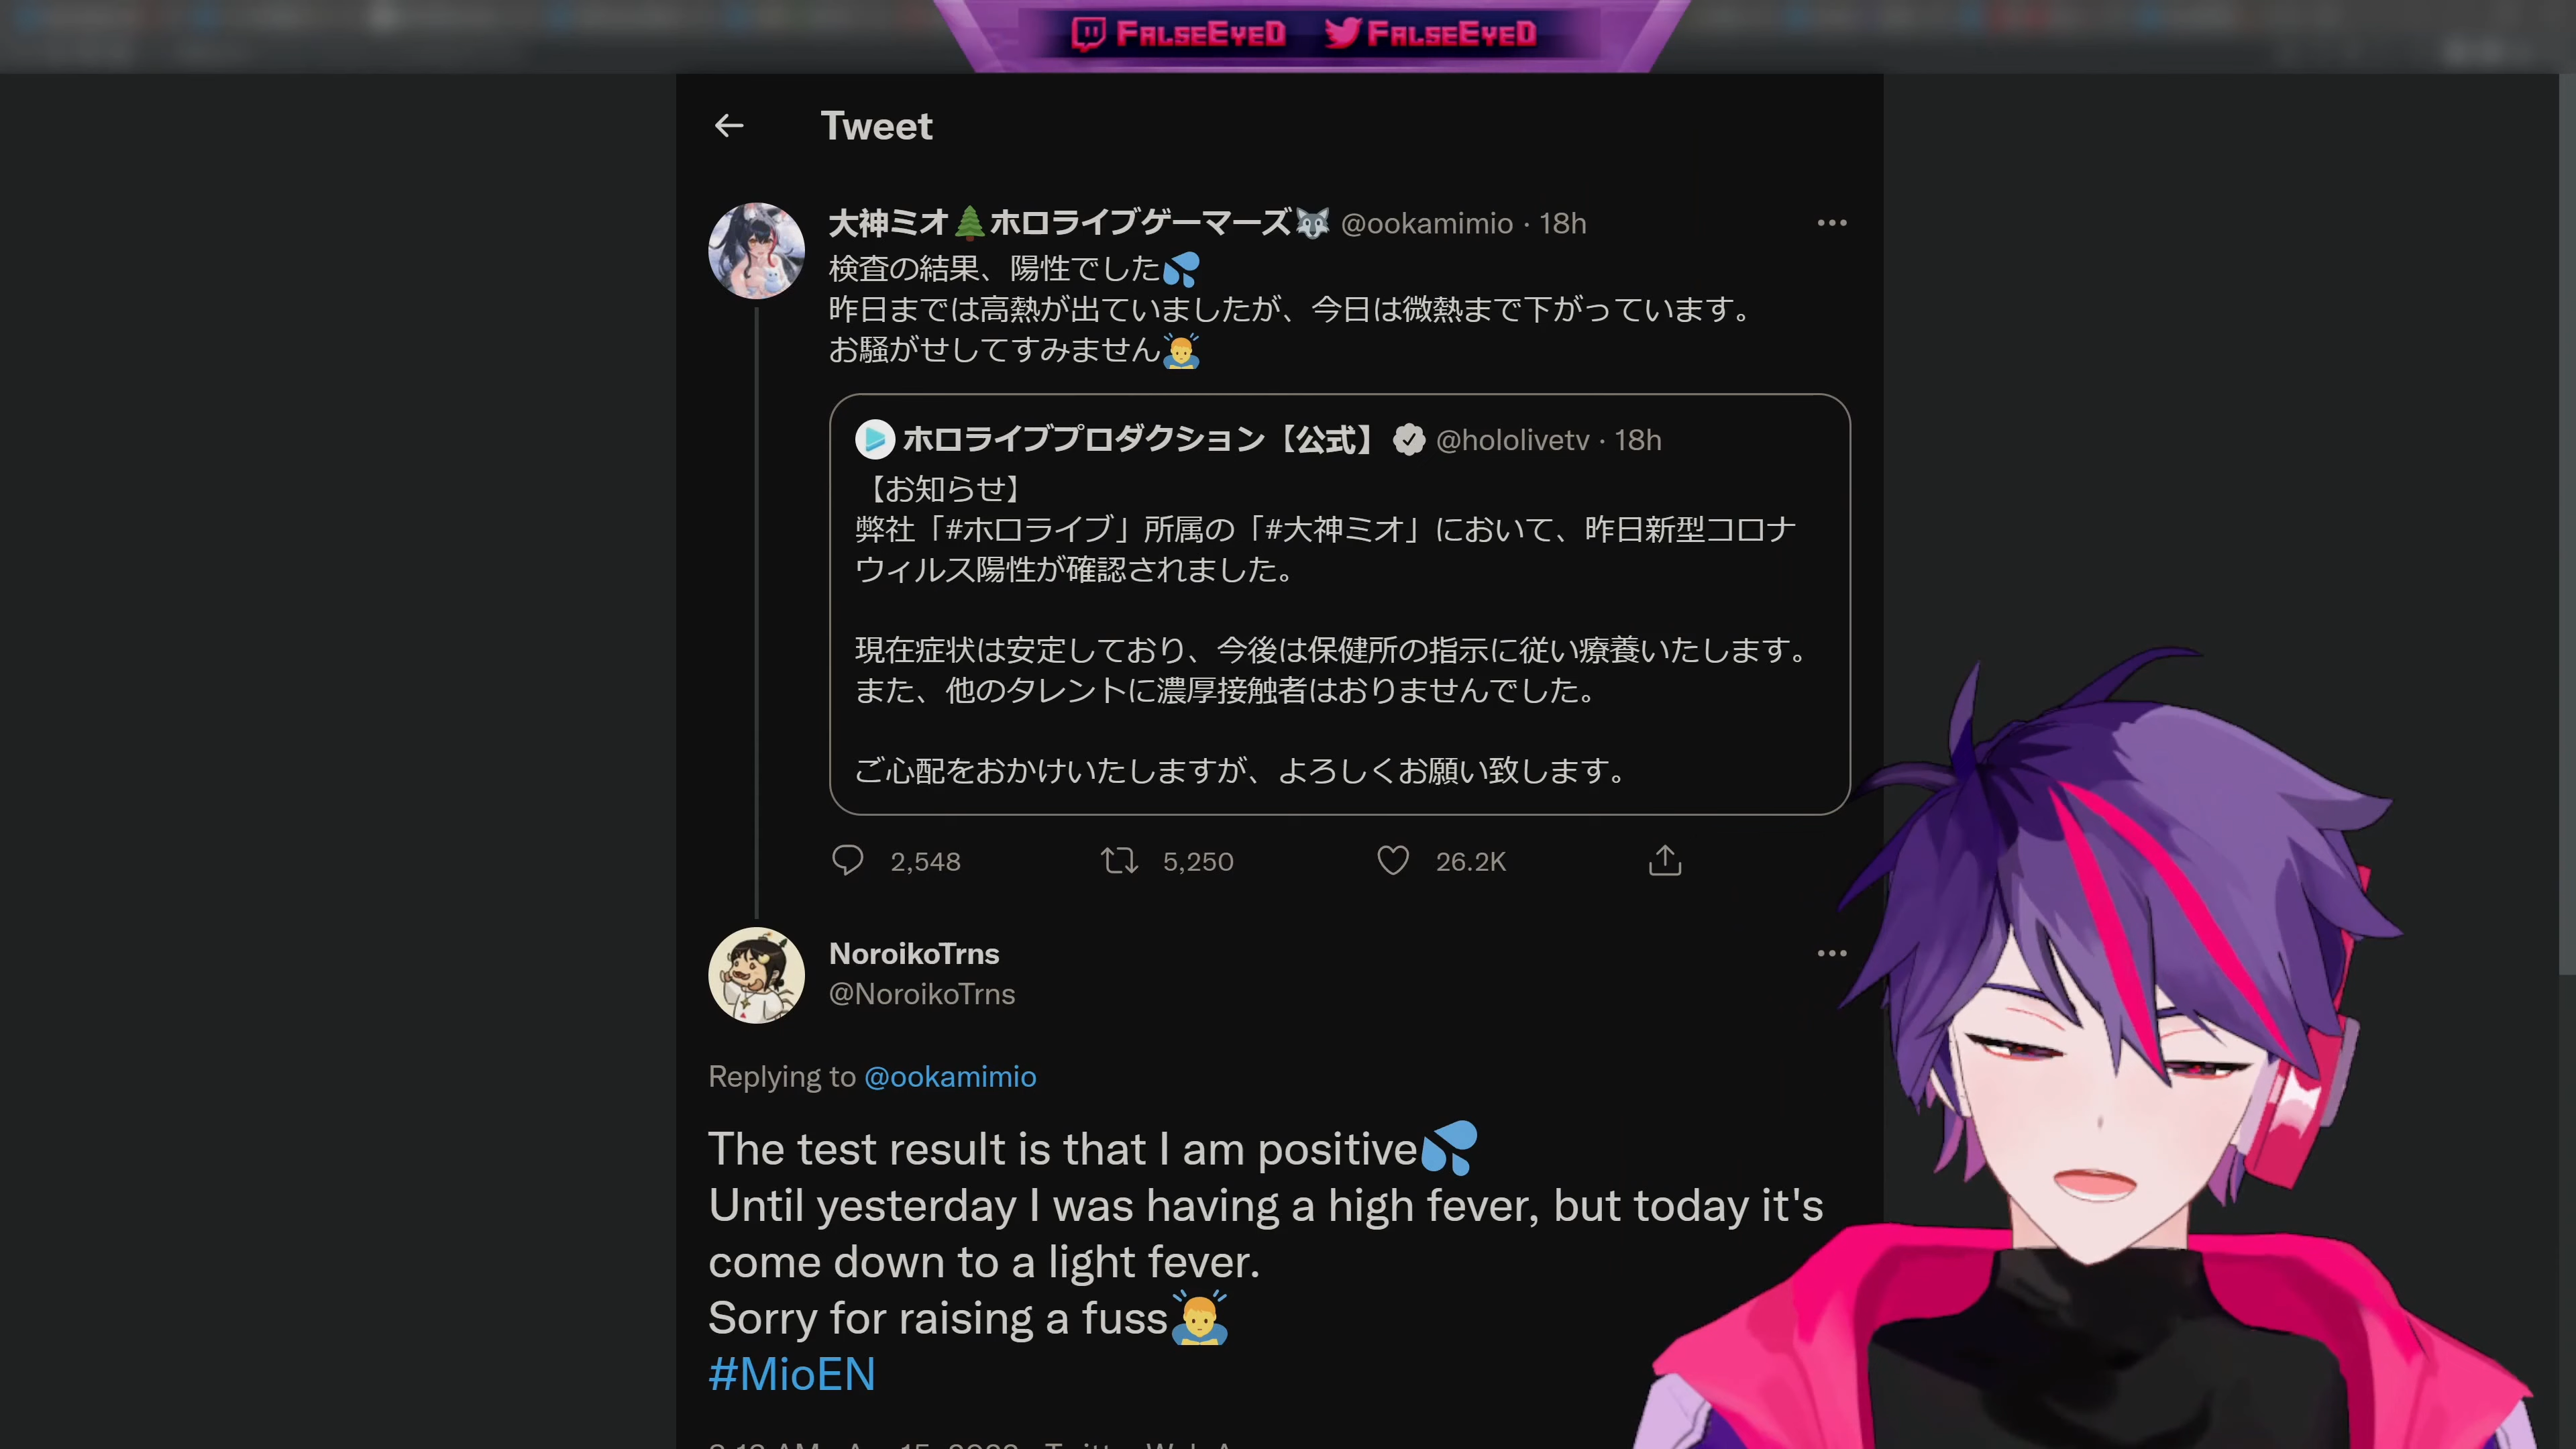 FALSEEYED FALSEEYED
Tweet
大神ミオ🌲ホロライブゲーマーズ🐺 @ookamimio · 18h
検査の結果、陽性でした💦
昨日までは高熱が出ていましたが、今日は微熱まで下がっています。
お騒がせしてすみません🙇‍♂️
ホロライブプロダクション【公式】 @hololivetv · 18h
【お知らせ】
弊社「#ホロライブ」所属の「#大神ミオ」において、昨日新型コロナ
ウィルス陽性が確認されました。
現在症状は安定しており、今後は保健所の指示に従い療養いたします。
また、他のタレントに濃厚接触者はおりませんでした。
ご心配をおかけいたしますが、よろしくお願い致します。
2,548 5,250 26.2K
NoroikoTrns
@NoroikoTrns
Replying to @ookamimio
The test result is that I am positive💦
Until yesterday I was having a high fever, but today it's
come down to a light fever.
Sorry for raising a fuss🙇‍♂️
#MioEN